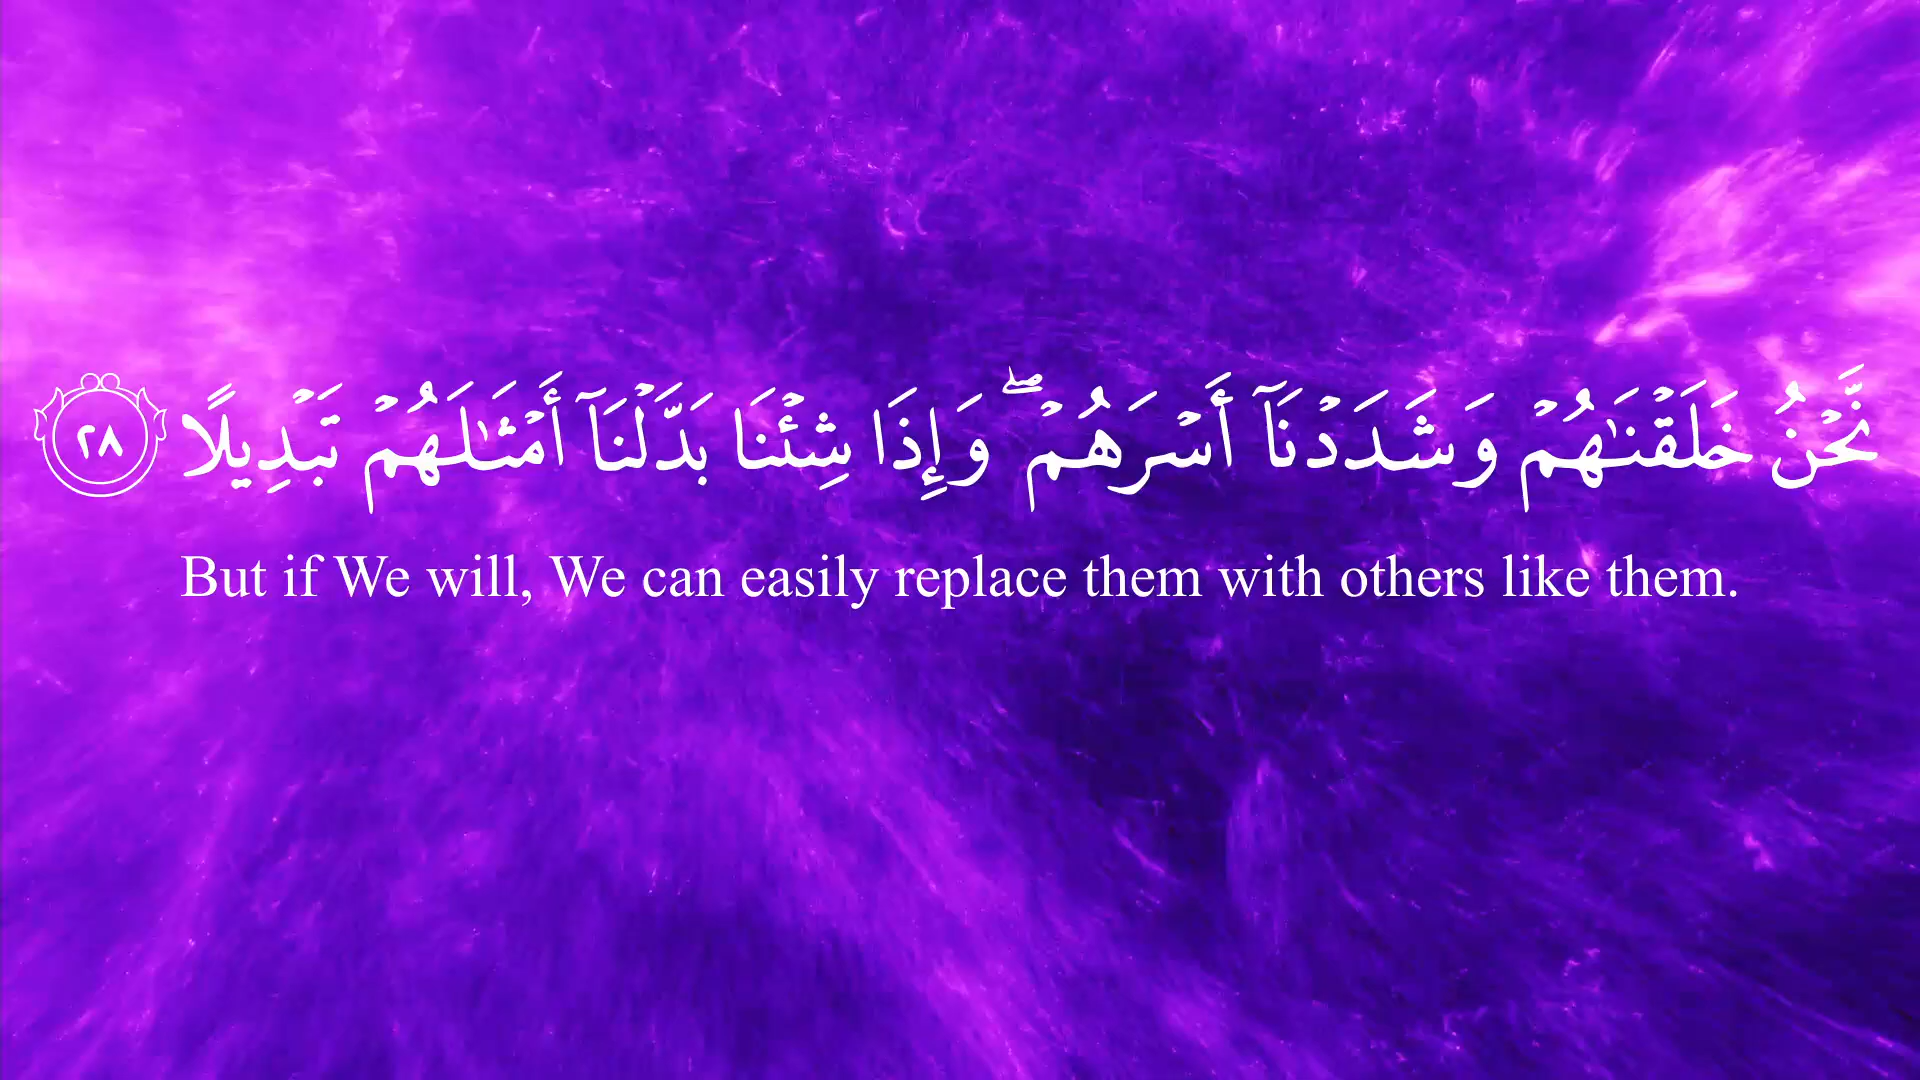 نَّحْنُ خَلَقْنَٰهُمْ وَشَدَدْنَآ أَسْرَهُمْ ۖ وَإِذَا شِئْنَا بَدَّلْنَآ أَمْثَٰلَهُمْ تَبْدِيلًا ٢٨
But if We will, We can easily replace them with others like them.